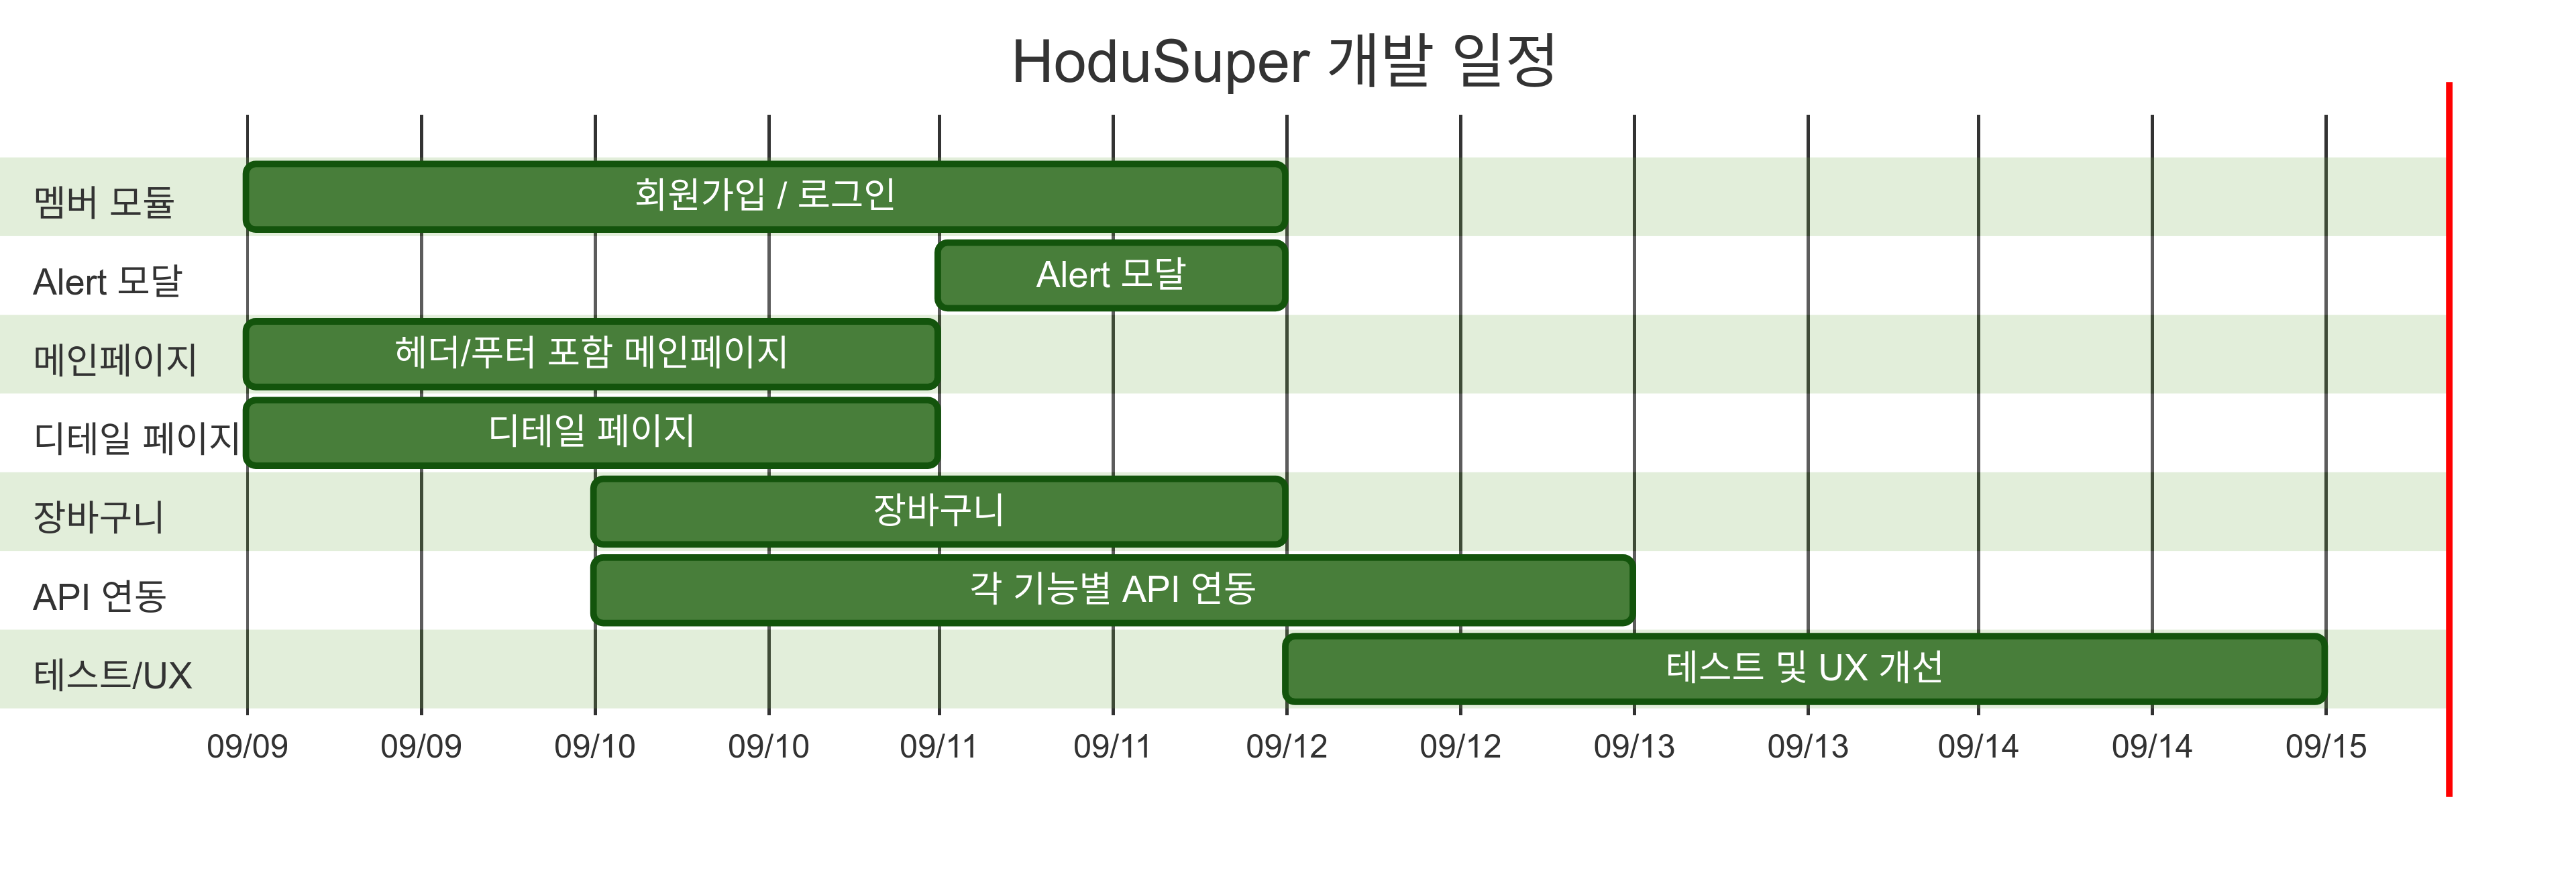 HoduSuper 개발 일정
멤버 모듈
회원가입 / 로그인
Alert 모달
Alert 모달
메인페이지
헤더/푸터 포함 메인페이지
디테일 페이지
디테일 페이지
장바구니
장바구니
API 연동
각 기능별 API 연동
테스트/UX
테스트 및 UX 개선
09/09 09/09 09/10 09/10 09/11 09/11 09/12 09/12 09/13 09/13 09/14 09/14 09/15